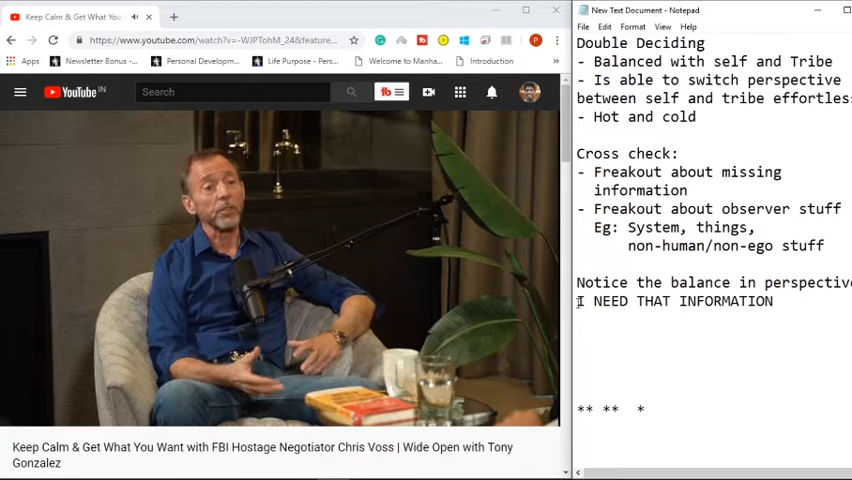 Keep Calm & Get What You Want
New Text Document - Notepad
https://www.youtube.com/watch?v=-WJPTohM_24&feature...
File Edit Format View Help
Apps Newsletter Bonus -... Personal Developm... Life Purpose - Pers... Welcome to Manha... Introduction
YouTube IN
Search
tb
Double Deciding
- Balanced with self and Tribe
- Is able to switch perspective
between self and tribe effortles
- Hot and cold
Cross check:
- Freakout about missing
information
- Freakout about observer stuff
Eg: System, things,
non-human/non-ego stuff
Notice the balance in perspectiv
I NEED THAT INFORMATION
** ** *
Keep Calm & Get What You Want with FBI Hostage Negotiator Chris Voss | Wide Open with Tony
Gonzalez